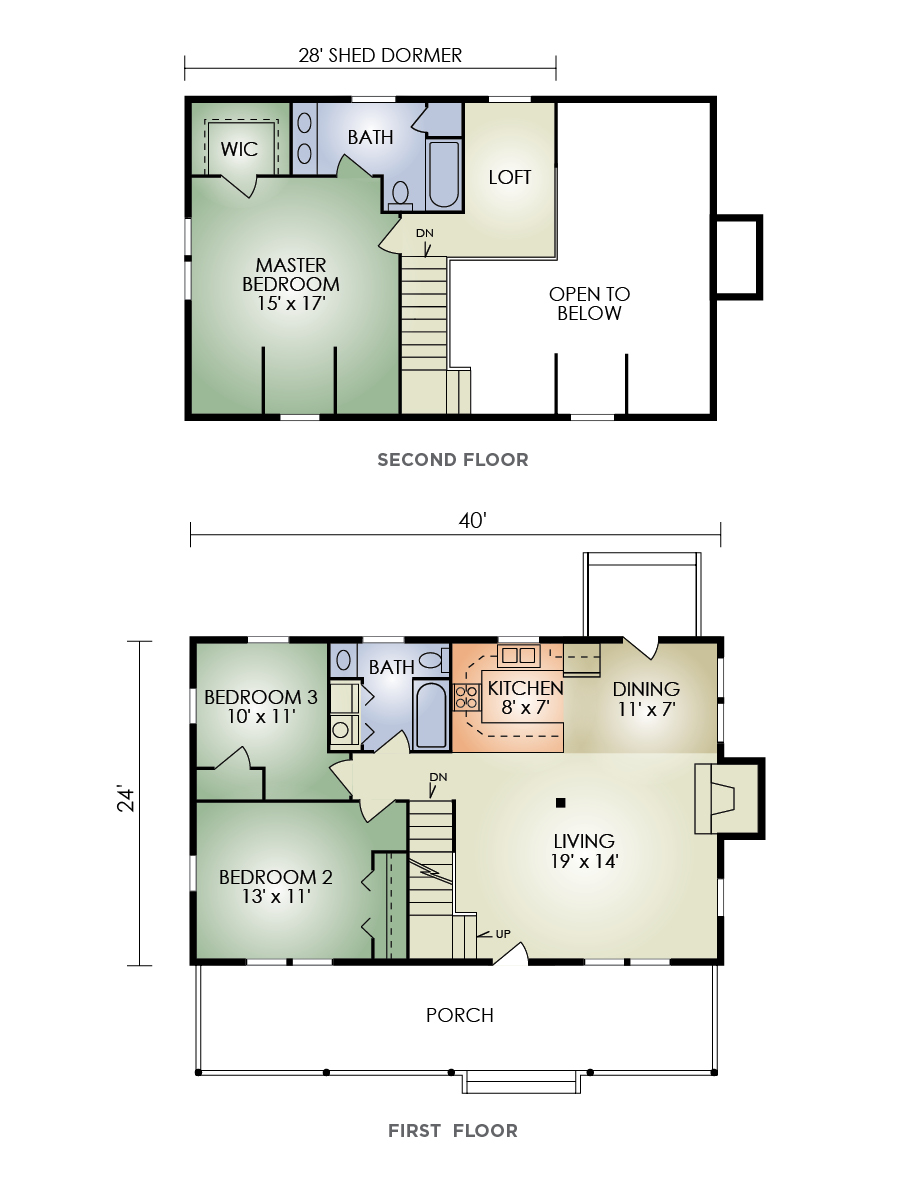 28' SHED DORMER
WIC
BATH
LOFT
DN
MASTER
BEDROOM
15' x 17'
OPEN TO
BELOW
SECOND FLOOR
40'
24'
BEDROOM 3
10' x 11'
BATH
KITCHEN
8' x 7'
DINING
11' x 7'
DN
LIVING
19' x 14'
BEDROOM 2
13' x 11'
UP
PORCH
FIRST FLOOR